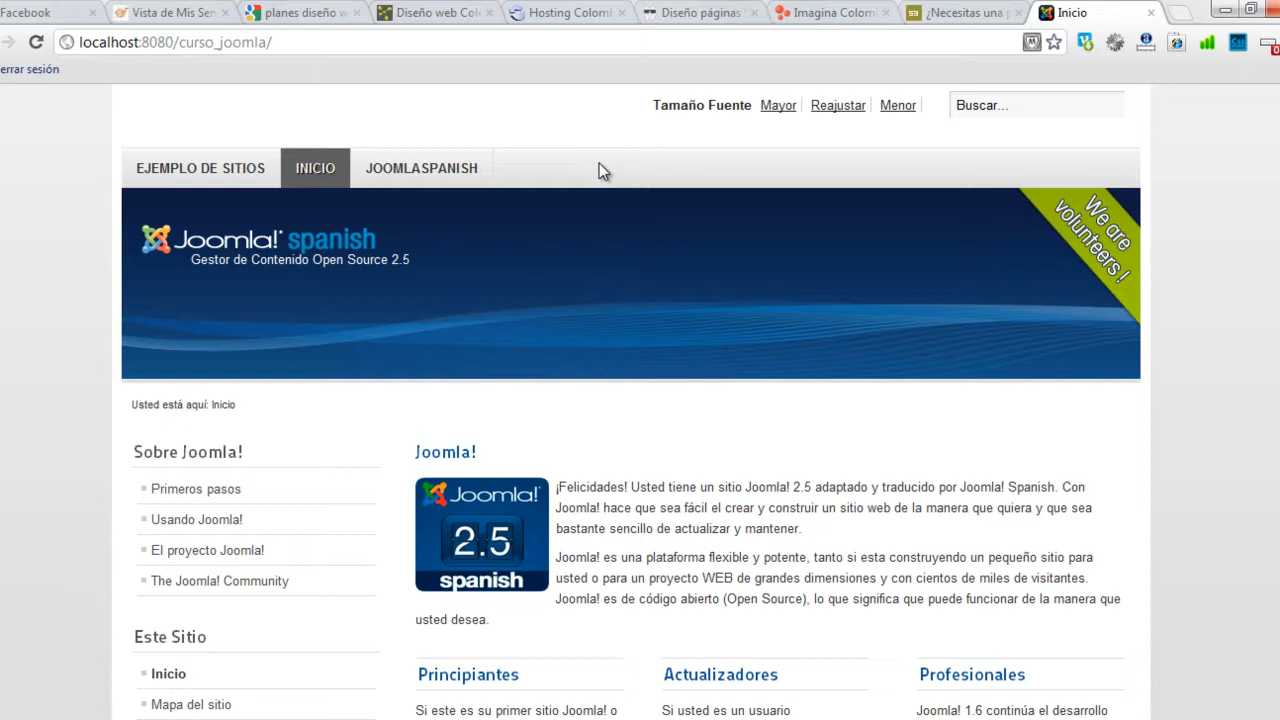 Facebook
Vista de Mis Ser
planes diseño w
Diseño web Col
Hosting Colomb
Diseño páginas
Imagina Colom
¿Necesitas una p
Inicio
localhost:8080/curso_joomla/
errar sesión
Tamaño Fuente Mayor Reajustar Menor
Buscar...
EJEMPLO DE SITIOS INICIO JOOMLASPANISH
Joomla! spanish
Gestor de Contenido Open Source 2.5
We are
volunteers!
Usted está aquí: Inicio
Sobre Joomla!
Primeros pasos
Usando Joomla!
El proyecto Joomla!
The Joomla! Community
Este Sitio
Inicio
Mapa del sitio
Joomla!
Joomla!
2.5
spanish
¡Felicidades! Usted tiene un sitio Joomla! 2.5 adaptado y traducido por Joomla! Spanish. Con
Joomla! hace que sea fácil el crear y construir un sitio web de la manera que quiera y que sea
bastante sencillo de actualizar y mantener.
Joomla! es una plataforma flexible y potente, tanto si esta construyendo un pequeño sitio para
usted o para un proyecto WEB de grandes dimensiones y con cientos de miles de visitantes.
Joomla! es de código abierto (Open Source), lo que significa que puede funcionar de la manera que
usted desea.
Principiantes
Si este es su primer sitio Joomla! o
Actualizadores
Si usted es un usuario
Profesionales
Joomla! 1.6 continúa el desarrollo